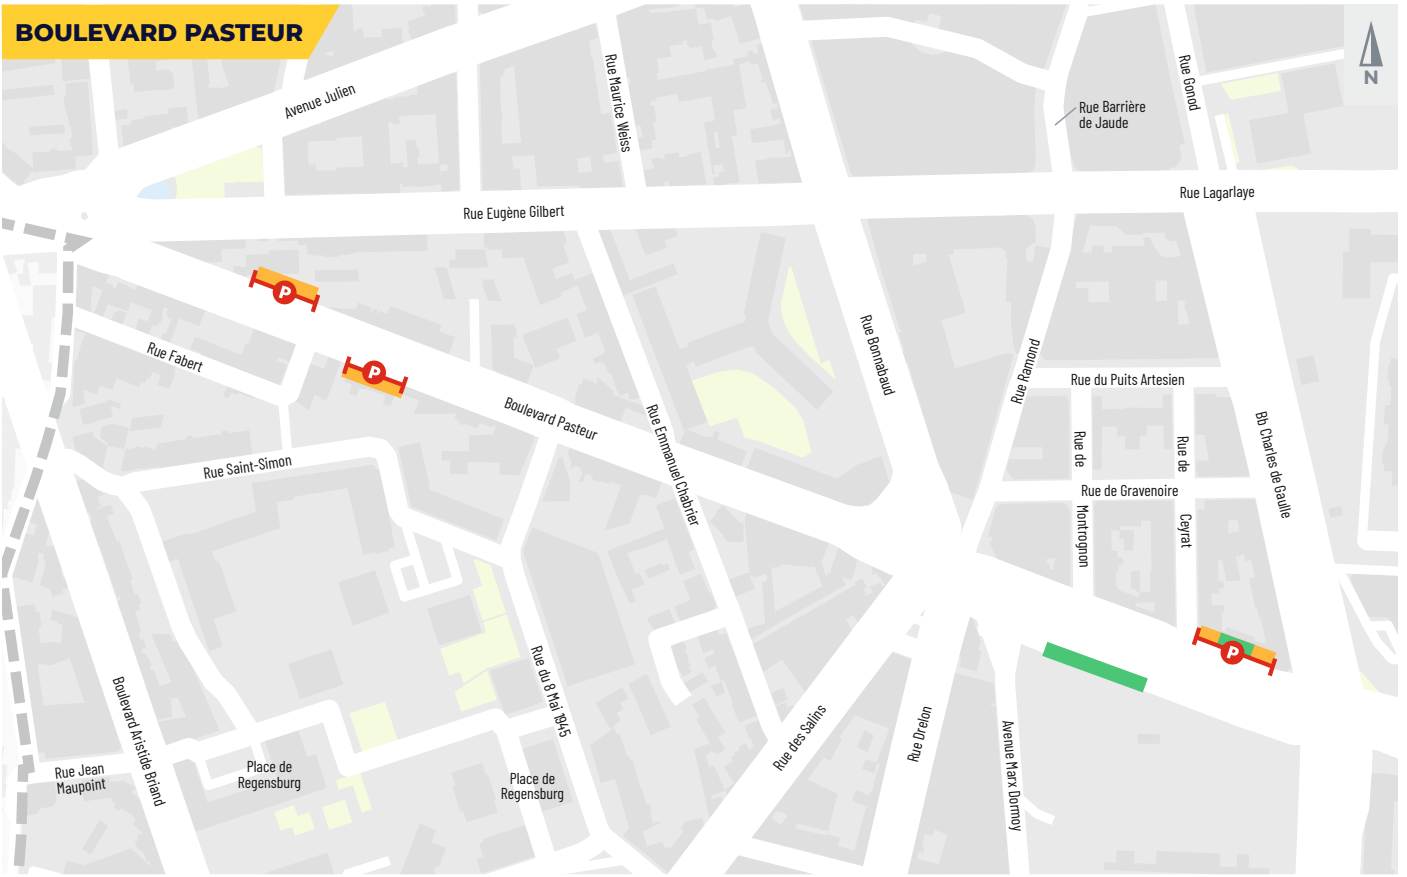 BOULEVARD PASTEUR
N
Avenue Julien
Rue Maurice Weiss
Rue Gonod
Rue Barrière
de Jaude
Rue Eugène Gilbert
Rue Lagarlaye
P
Rue Fabert
P
Boulevard Pasteur
Rue Bonnabaud
Rue Ramond
Rue du Puits Artesien
Rue Emmanuel Chabrier
Rue Saint-Simon
Rue de
Montrognon
Rue de
Ceyrat
Rue de Gravenoire
Bb Charles de Gaulle
P
Rue du 8 Mai 1945
Boulevard Aristide Briand
Rue des Salins
Rue Drelon
Avenue Marx Dormoy
Rue Jean
Maupoint
Place de
Regensburg
Place de
Regensburg